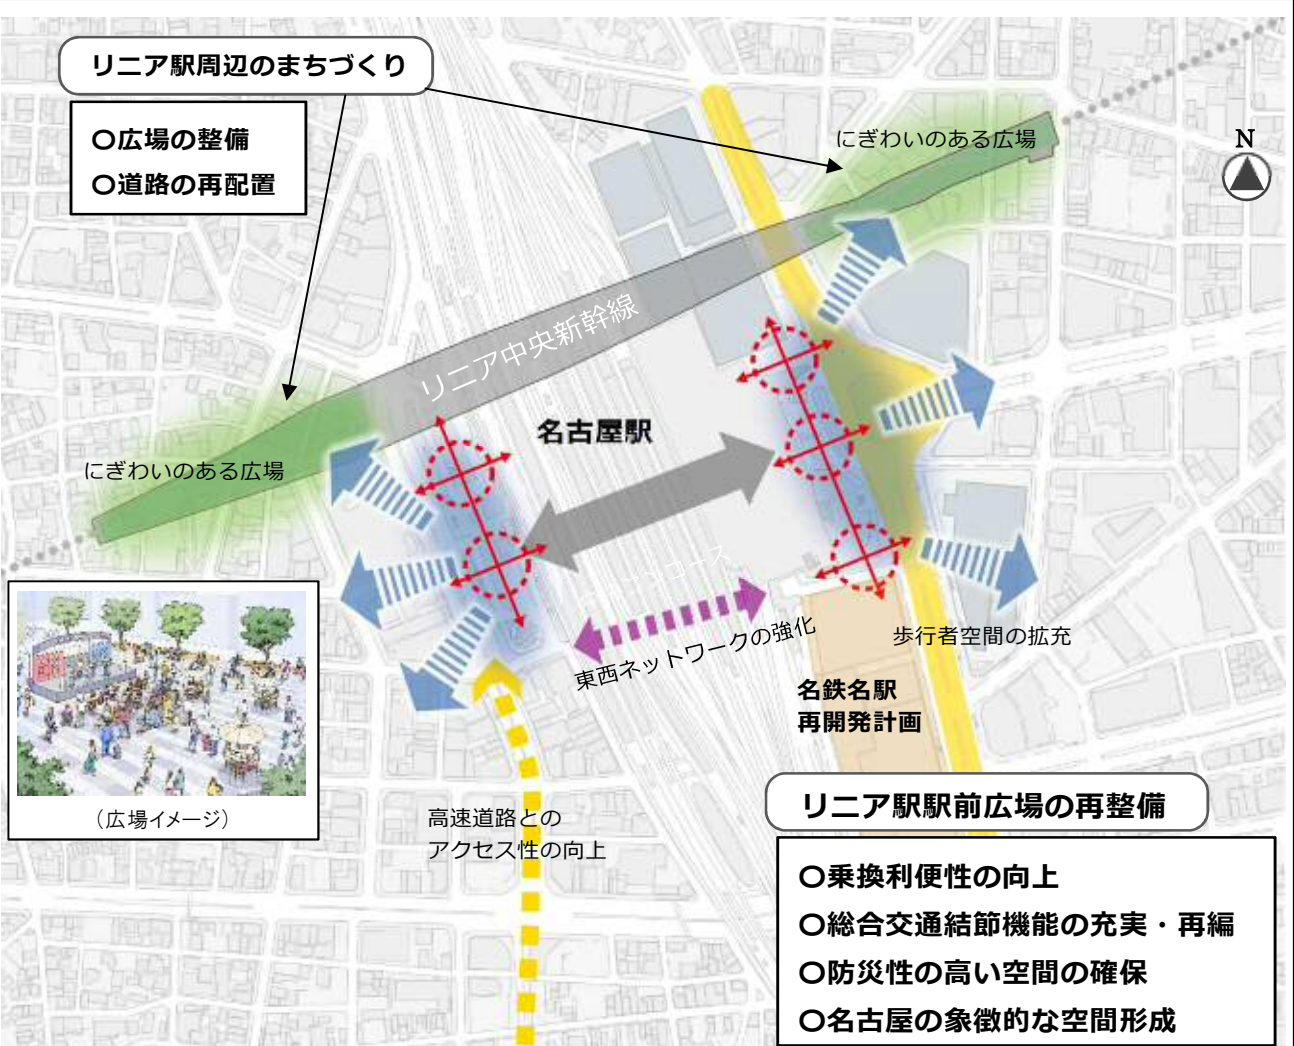 リニア駅周辺のまちづくり
〇広場の整備
〇道路の再配置
にぎわいのある広場
N
リニア中央新幹線
名古屋駅
にぎわいのある広場
東西ネットワークの強化
歩行者空間の拡充
名鉄名駅
再開発計画
（広場イメージ）
高速道路との
アクセス性の向上
リニア駅駅前広場の再整備
〇乗換利便性の向上
〇総合交通結節機能の充実・再編
〇防災性の高い空間の確保
〇名古屋の象徴的な空間形成